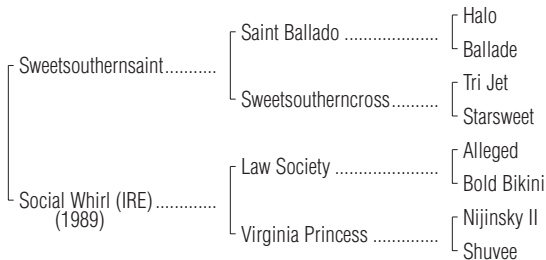 Halo
Saint Ballado ....................
Ballade
Sweetsouthernsaint...........
Tri Jet
Sweetsoutherncross..........
Starsweet
Alleged
Law Society ......................
Bold Bikini
Social Whirl (IRE) .............
(1989)
Nijinsky II
Virginia Princess ..............
Shuvee